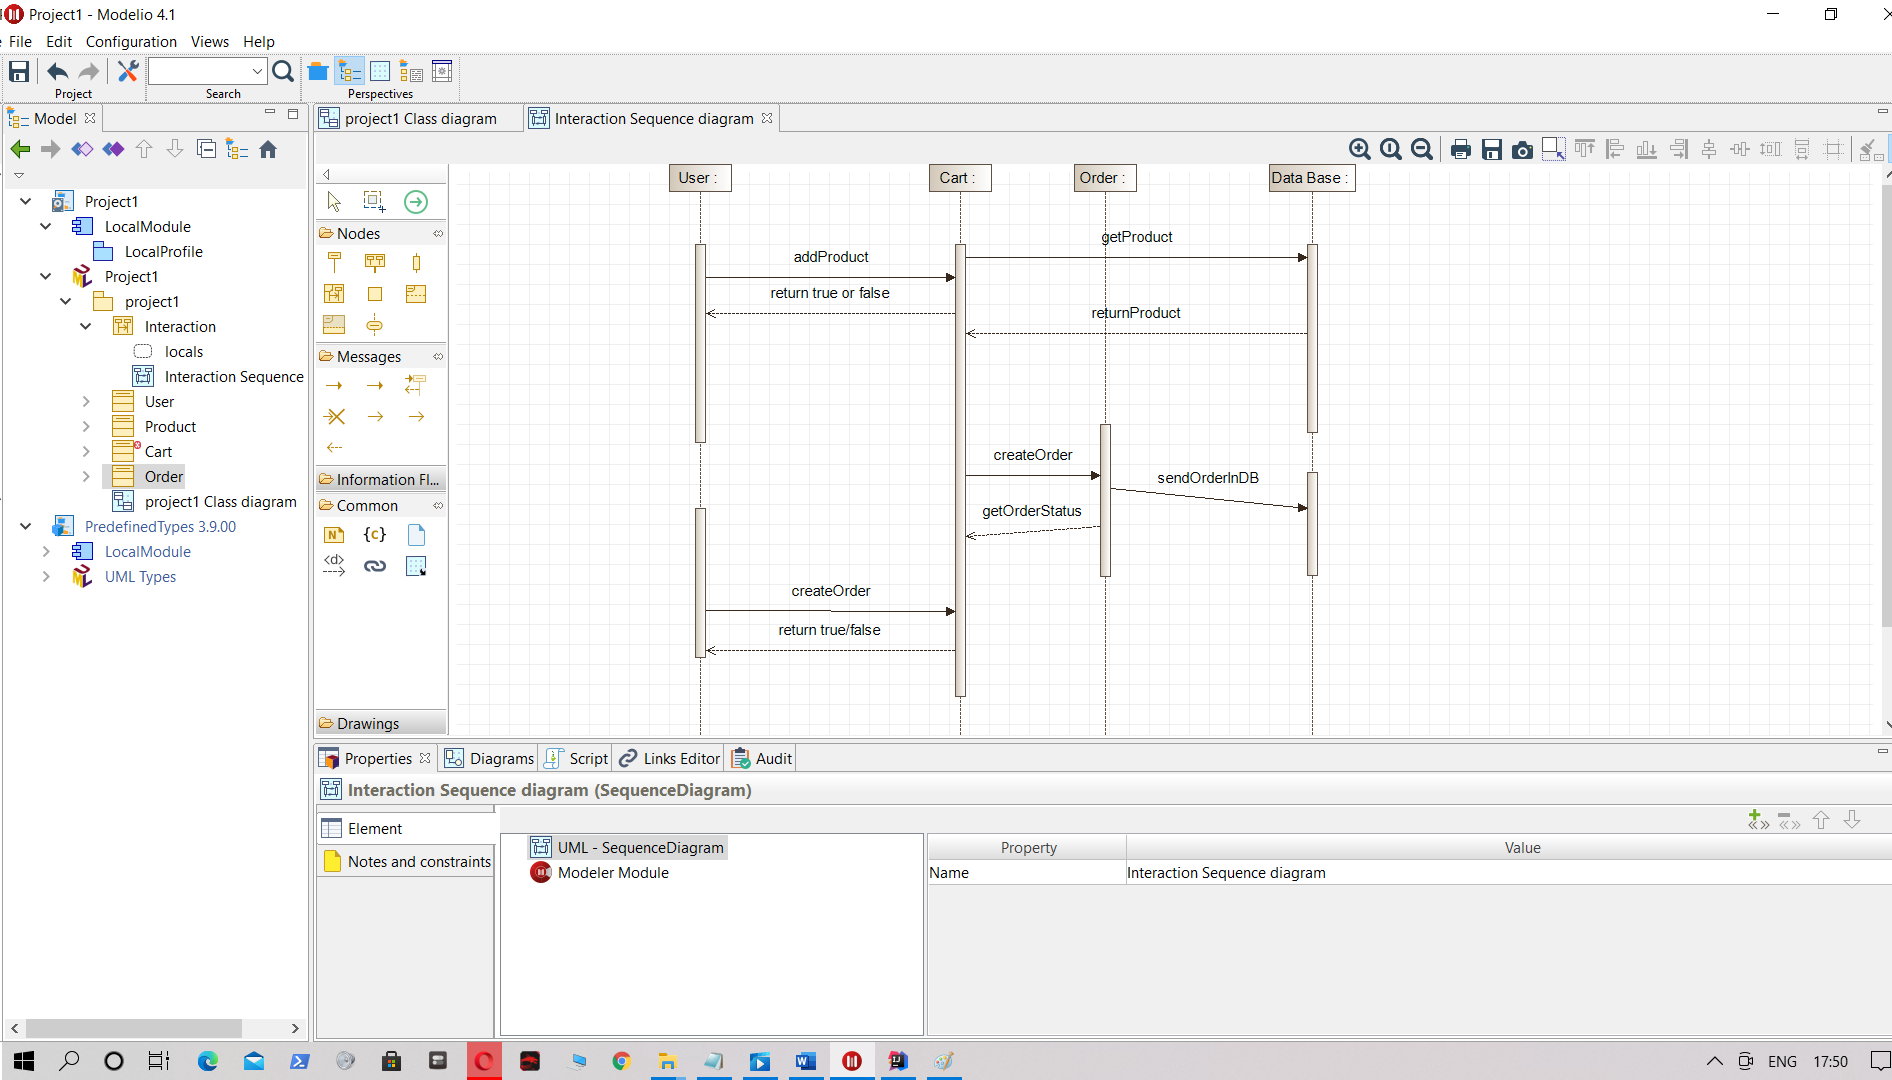 Project1 - Modelio 4.1
File Edit Configuration Views Help
Project Search Perspectives
Model
project1 Class diagram
Interaction Sequence diagram
Project1
LocalModule
LocalProfile
Project1
project1
Interaction
locals
Interaction Sequence
User
Product
Cart
Order
project1 Class diagram
PredefinedTypes 3.9.00
LocalModule
UML Types
Nodes
Messages
Information Fl...
Common
N
{c}
<d>
Drawings
User :
Cart :
Order :
Data Base :
getProduct
addProduct
return true or false
returnProduct
createOrder
sendOrderInDB
getOrderStatus
createOrder
return true/false
Properties
Diagrams
Script
Links Editor
Audit
Interaction Sequence diagram (SequenceDiagram)
Element
Notes and constraints
UML - SequenceDiagram
Modeler Module
Property Value
Name Interaction Sequence diagram
ENG 17:50